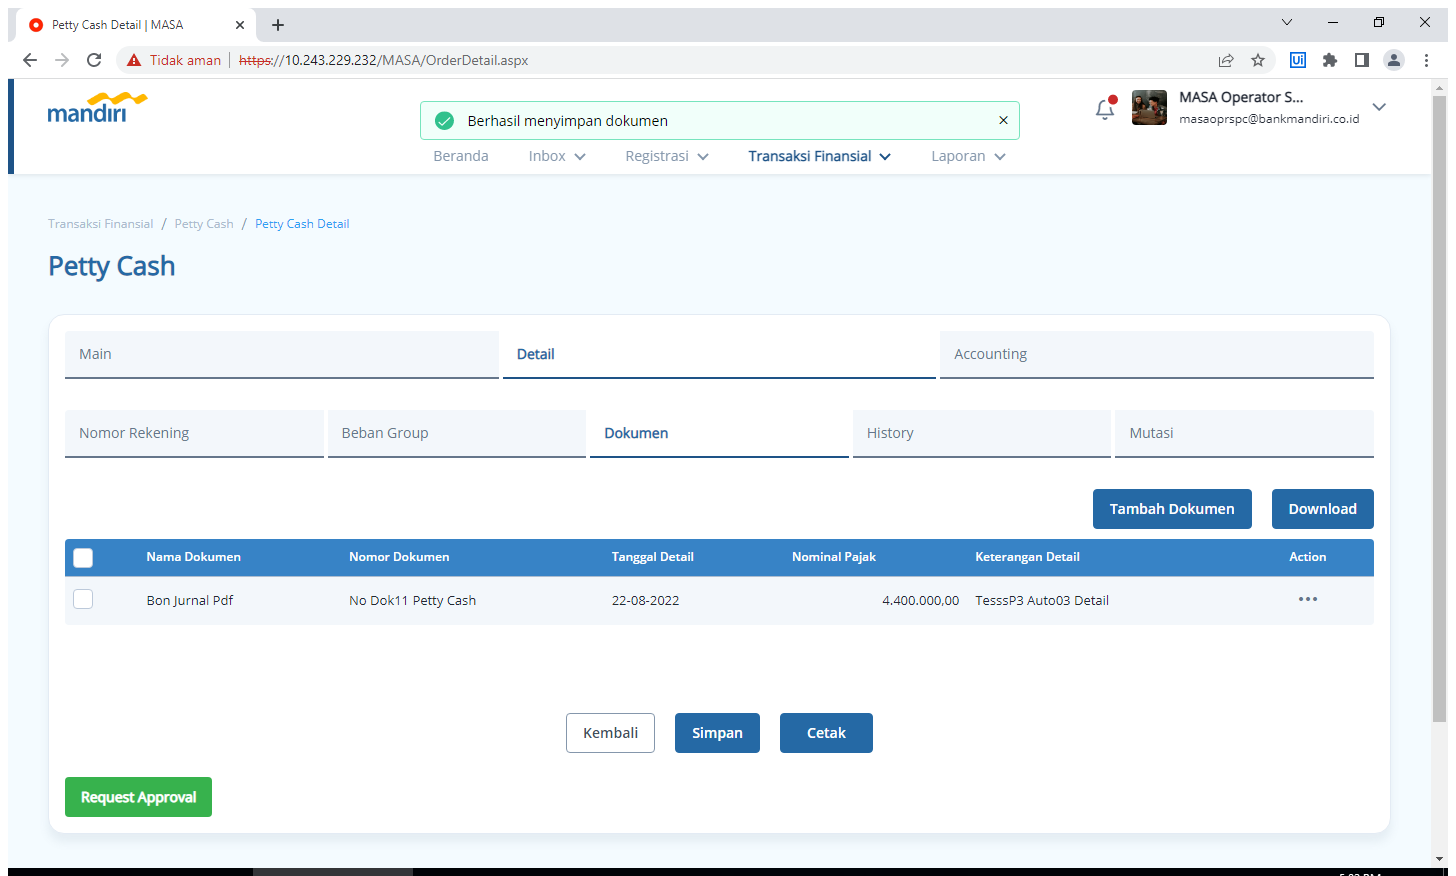 Petty Cash Detail | MASA
Tidak aman https://10.243.229.232/MASA/OrderDetail.aspx
Ui
mandiri
Berhasil menyimpan dokumen
MASA Operator S...
masaoprspc@bankmandiri.co.id
Beranda Inbox Registrasi Transaksi Finansial Laporan
Transaksi Finansial / Petty Cash / Petty Cash Detail
Petty Cash
Main Detail Accounting
Nomor Rekening Beban Group Dokumen History Mutasi
Tambah Dokumen Download
Nama Dokumen Nomor Dokumen Tanggal Detail Nominal Pajak Keterangan Detail Action
Bon Jurnal Pdf No Dok11 Petty Cash 22-08-2022 4.400.000,00 TesssP3 Auto03 Detail
Kembali Simpan Cetak
Request Approval